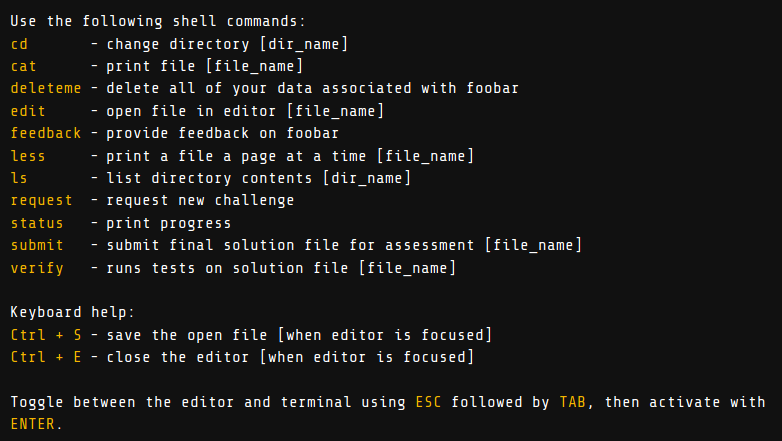 Use the following shell commands:
cd - change directory [dir_name]
cat - print file [file_name]
deleteme - delete all of your data associated with foobar
edit - open file in editor [file_name]
feedback - provide feedback on foobar
less - print a file a page at a time [file_name]
ls - list directory contents [dir_name]
request - request new challenge
status - print progress
submit - submit final solution file for assessment [file_name]
verify - runs tests on solution file [file_name]
Keyboard help:
Ctrl + S - save the open file [when editor is focused]
Ctrl + E - close the editor [when editor is focused]
Toggle between the editor and terminal using ESC followed by TAB, then activate with
ENTER.